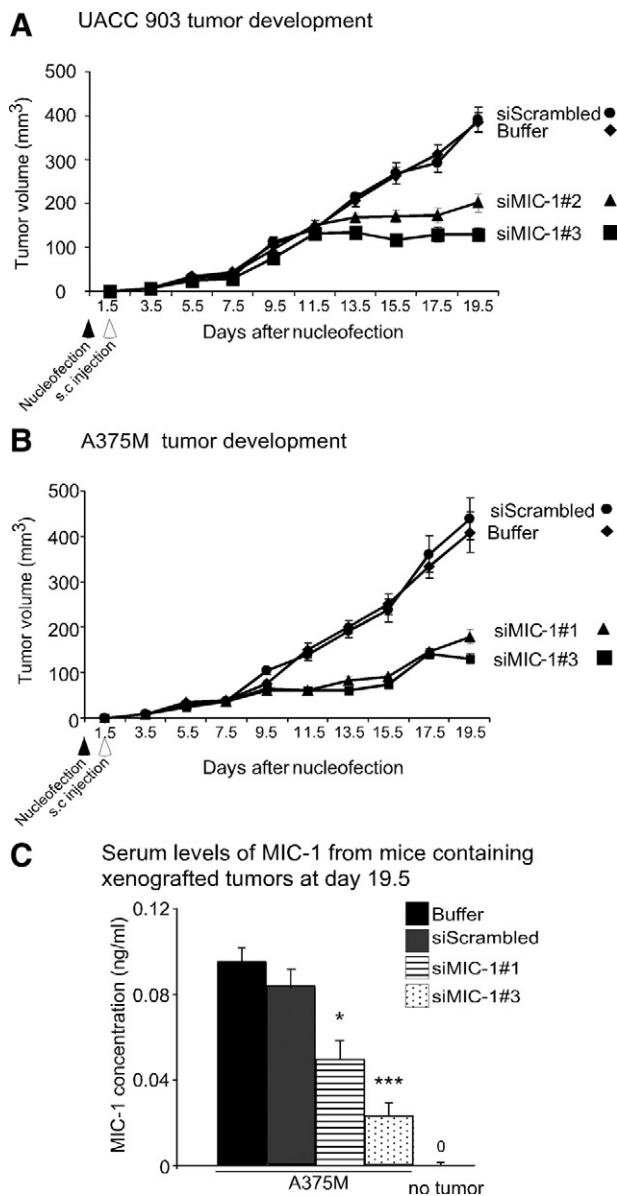 A
UACC 903 tumor development
500
400
300
200
100
0
Tumor volume (mm3)
siScrambled
Buffer
siMIC-1#2
siMIC-1#3
1.5 3.5 5.5 7.5 9.5 11.5 13.5 15.5 17.5 19.5
Days after nucleofection
Nucleofection
s.c injection
B
A375M tumor development
500
400
300
200
100
0
Tumor volume (mm3)
siScrambled
Buffer
siMIC-1#1
siMIC-1#3
1.5 3.5 5.5 7.5 9.5 11.5 13.5 15.5 17.5 19.5
Days after nucleofection
Nucleofection
s.c injection
C
Serum levels of MIC-1 from mice containing
xenografted tumors at day 19.5
0.12
0.08
0.04
0
MIC-1 concentration (ng/ml)
Buffer
siScrambled
siMIC-1#1
siMIC-1#3
*
***
0
A375M
no tumor